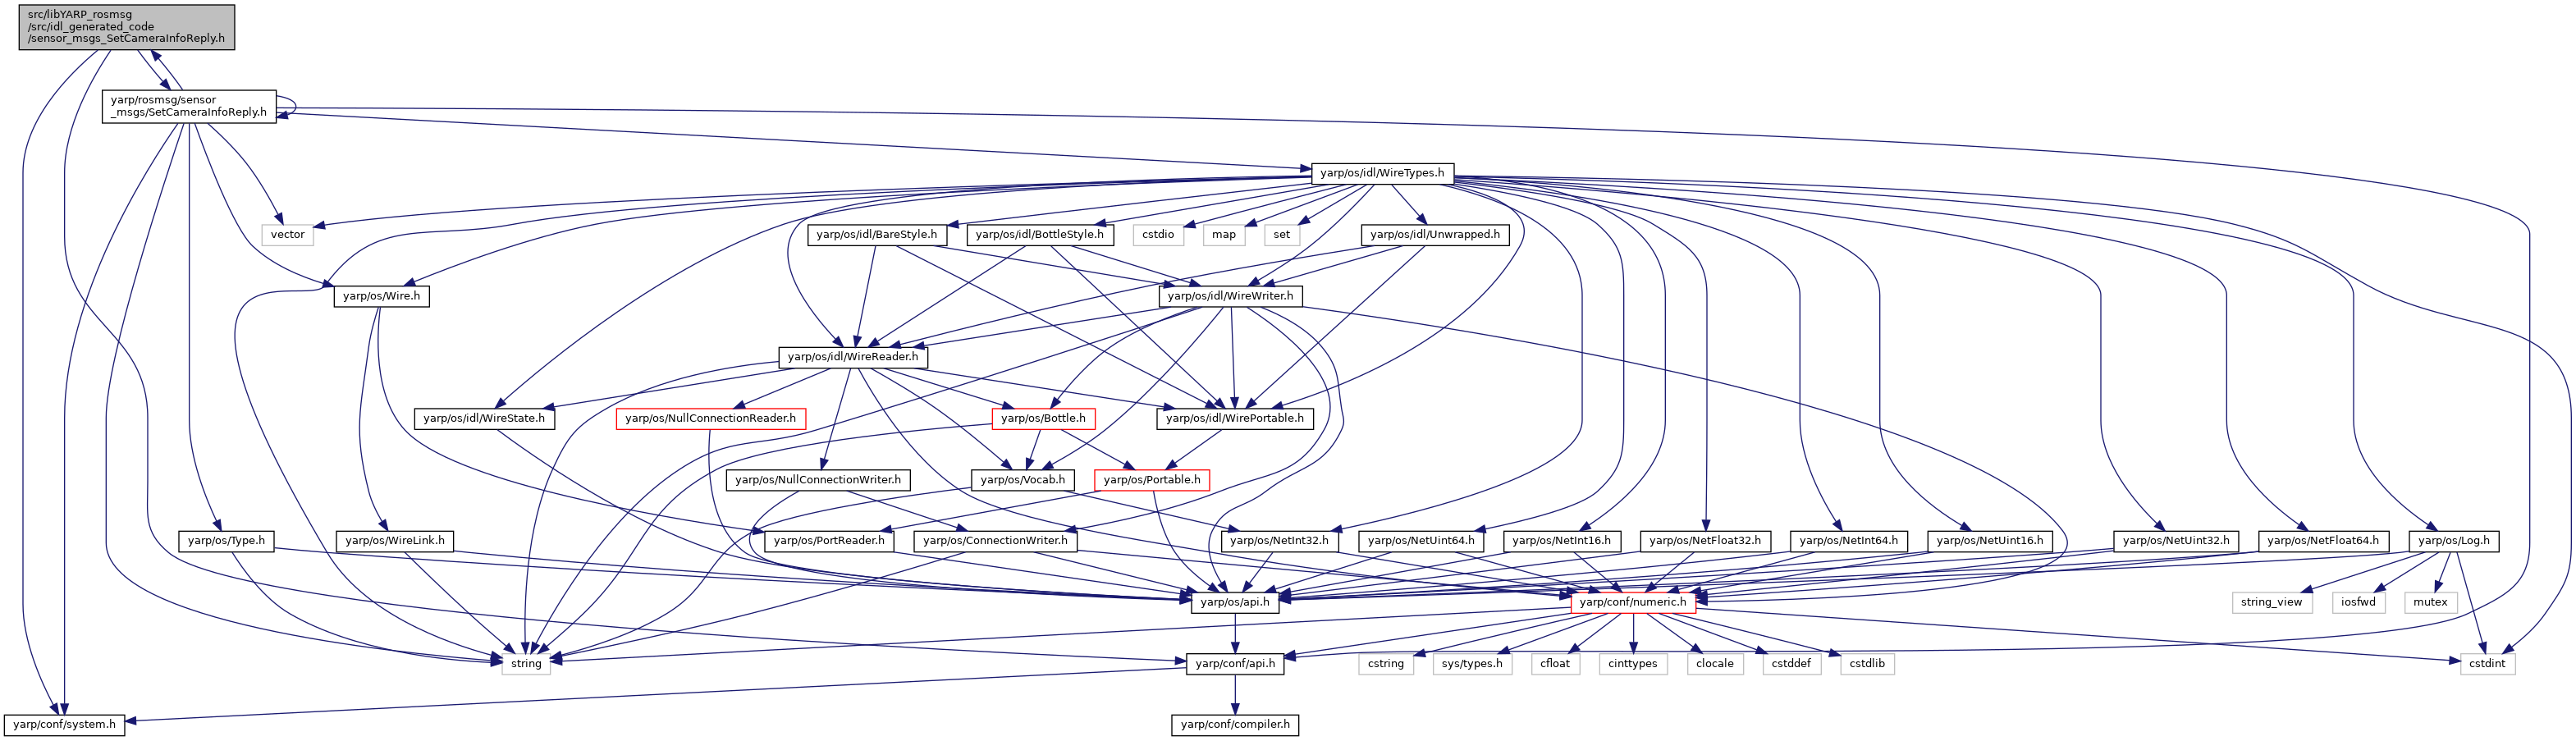 src/libYARP_rosmsg
/src/idl_generated_code
/sensor_msgs_SetCameraInfoReply.h
yarp/rosmsg/sensor
_msgs/SetCameraInfoReply.h
yarp/os/idl/WireTypes.h
vector
yarp/os/idl/BareStyle.h
yarp/os/idl/BottleStyle.h
cstdio
map
set
yarp/os/idl/Unwrapped.h
yarp/os/Wire.h
yarp/os/idl/WireWriter.h
yarp/os/idl/WireReader.h
yarp/os/idl/WireState.h
yarp/os/NullConnectionReader.h
yarp/os/Bottle.h
yarp/os/idl/WirePortable.h
yarp/os/NullConnectionWriter.h
yarp/os/Vocab.h
yarp/os/Portable.h
yarp/os/Type.h
yarp/os/WireLink.h
yarp/os/PortReader.h
yarp/os/ConnectionWriter.h
yarp/os/NetInt32.h
yarp/os/NetUint64.h
yarp/os/NetInt16.h
yarp/os/NetFloat32.h
yarp/os/NetInt64.h
yarp/os/NetUint16.h
yarp/os/NetUint32.h
yarp/os/NetFloat64.h
yarp/os/Log.h
yarp/os/api.h
yarp/conf/numeric.h
string_view
iosfwd
mutex
string
yarp/conf/api.h
cstring
sys/types.h
cfloat
cinttypes
clocale
cstddef
cstdlib
cstdint
yarp/conf/system.h
yarp/conf/compiler.h